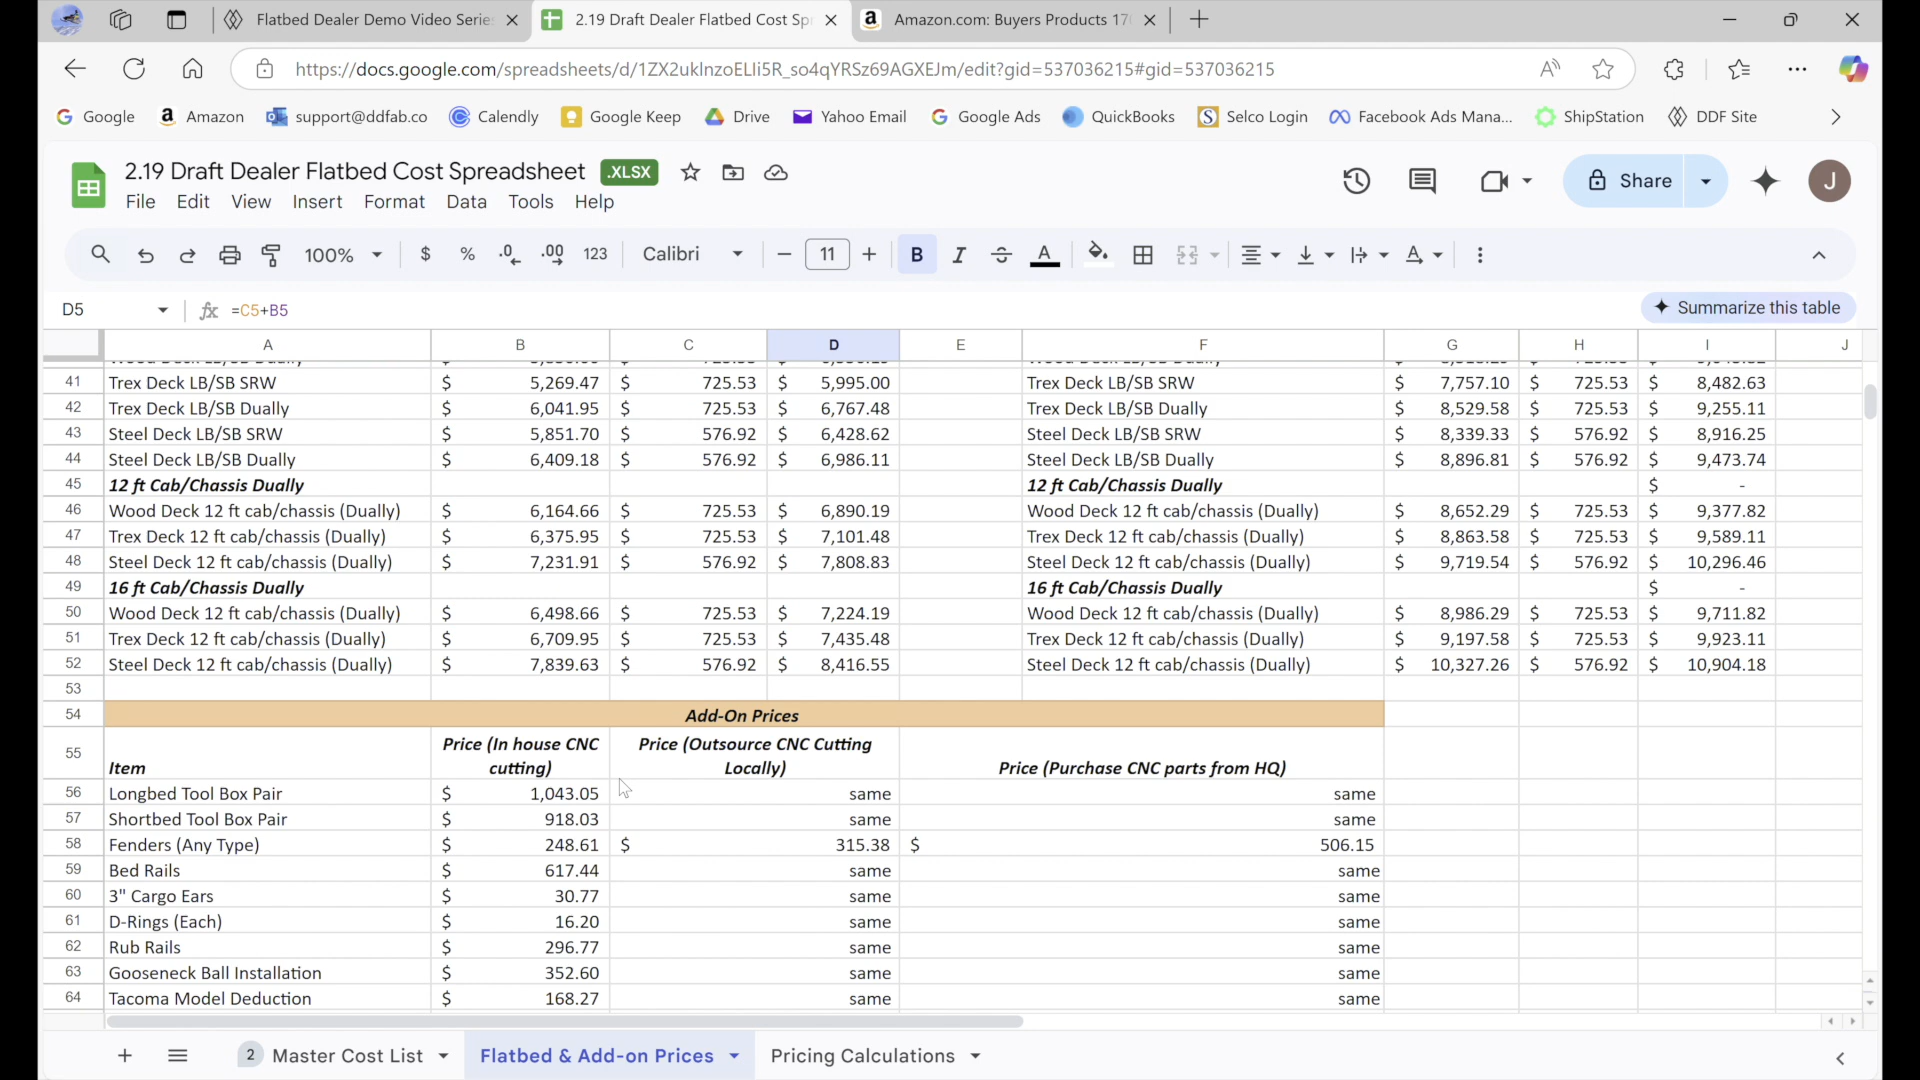 Flatbed Dealer Demo Video Serie
2.19 Draft Dealer Flatbed Cost Sp
Amazon.com: Buyers Products 17
https://docs.google.com/spreadsheets/d/1ZX2uklnzoELIi5R_so4qYRSz69AGXEJm/edit?gid=537036215#gid=537036215
Google Amazon support@ddfab.co Calendly Google Keep Drive Yahoo Email Google Ads QuickBooks Selco Login Facebook Ads Mana... ShipStation DDF Site
2.19 Draft Dealer Flatbed Cost Spreadsheet .XLSX
Share J
File Edit View Insert Format Data Tools Help
100% $ % .0 .00 123 Calibri 11 B I A A
D5 fx =C5+B5 Summarize this table
A B C D E F G H I J
41 Trex Deck LB/SB SRW $ 5,269.47 $ 725.53 $ 5,995.00 Trex Deck LB/SB SRW $ 7,757.10 $ 725.53 $ 8,482.63
42 Trex Deck LB/SB Dually $ 6,041.95 $ 725.53 $ 6,767.48 Trex Deck LB/SB Dually $ 8,529.58 $ 725.53 $ 9,255.11
43 Steel Deck LB/SB SRW $ 5,851.70 $ 576.92 $ 6,428.62 Steel Deck LB/SB SRW $ 8,339.33 $ 576.92 $ 8,916.25
44 Steel Deck LB/SB Dually $ 6,409.18 $ 576.92 $ 6,986.11 Steel Deck LB/SB Dually $ 8,896.81 $ 576.92 $ 9,473.74
45 12 ft Cab/Chassis Dually 12 ft Cab/Chassis Dually $ -
46 Wood Deck 12 ft cab/chassis (Dually) $ 6,164.66 $ 725.53 $ 6,890.19 Wood Deck 12 ft cab/chassis (Dually) $ 8,652.29 $ 725.53 $ 9,377.82
47 Trex Deck 12 ft cab/chassis (Dually) $ 6,375.95 $ 725.53 $ 7,101.48 Trex Deck 12 ft cab/chassis (Dually) $ 8,863.58 $ 725.53 $ 9,589.11
48 Steel Deck 12 ft cab/chassis (Dually) $ 7,231.91 $ 576.92 $ 7,808.83 Steel Deck 12 ft cab/chassis (Dually) $ 9,719.54 $ 576.92 $ 10,296.46
49 16 ft Cab/Chassis Dually 16 ft Cab/Chassis Dually $ -
50 Wood Deck 12 ft cab/chassis (Dually) $ 6,498.66 $ 725.53 $ 7,224.19 Wood Deck 12 ft cab/chassis (Dually) $ 8,986.29 $ 725.53 $ 9,711.82
51 Trex Deck 12 ft cab/chassis (Dually) $ 6,709.95 $ 725.53 $ 7,435.48 Trex Deck 12 ft cab/chassis (Dually) $ 9,197.58 $ 725.53 $ 9,923.11
52 Steel Deck 12 ft cab/chassis (Dually) $ 7,839.63 $ 576.92 $ 8,416.55 Steel Deck 12 ft cab/chassis (Dually) $ 10,327.26 $ 576.92 $ 10,904.18
53
54 Add-On Prices
55 Item Price (In house CNC cutting) Price (Outsource CNC Cutting Locally) Price (Purchase CNC parts from HQ)
56 Longbed Tool Box Pair $ 1,043.05 same same
57 Shortbed Tool Box Pair $ 918.03 same same
58 Fenders (Any Type) $ 248.61 $ 315.38 $ 506.15
59 Bed Rails $ 617.44 same same
60 3" Cargo Ears $ 30.77 same same
61 D-Rings (Each) $ 16.20 same same
62 Rub Rails $ 296.77 same same
63 Gooseneck Ball Installation $ 352.60 same same
64 Tacoma Model Deduction $ 168.27 same same
2 Master Cost List Flatbed & Add-on Prices Pricing Calculations